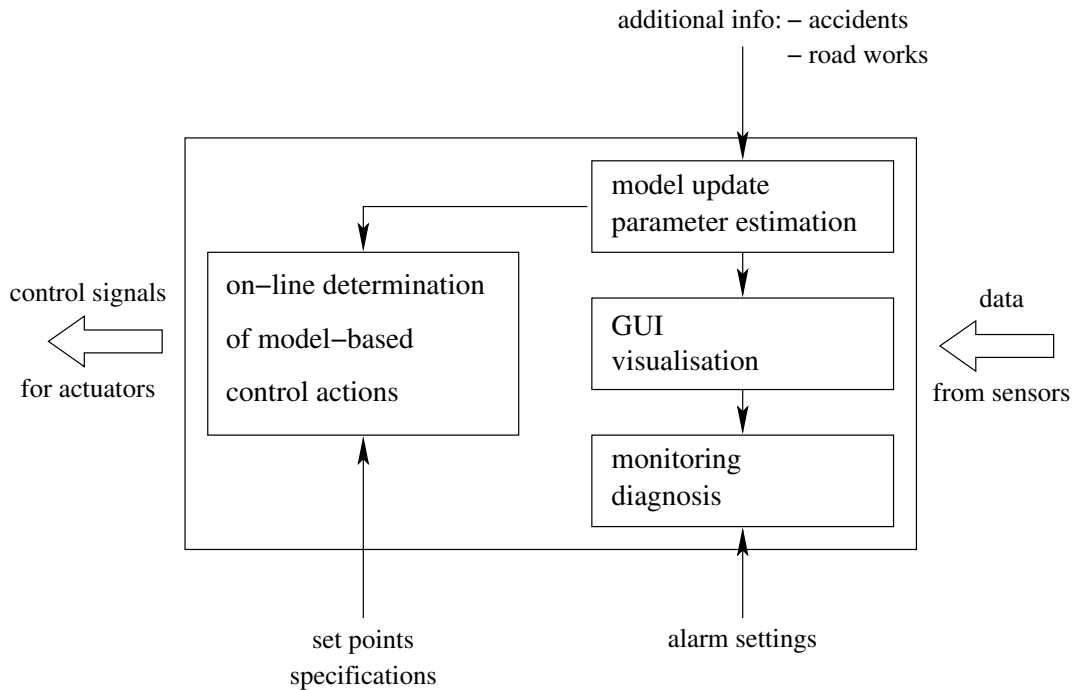 additional info: − accidents
− road works
model update
parameter estimation
on−line determination
of model−based
control actions
control signals
for actuators
GUI
visualisation
data
from sensors
monitoring
diagnosis
set points
specifications
alarm settings